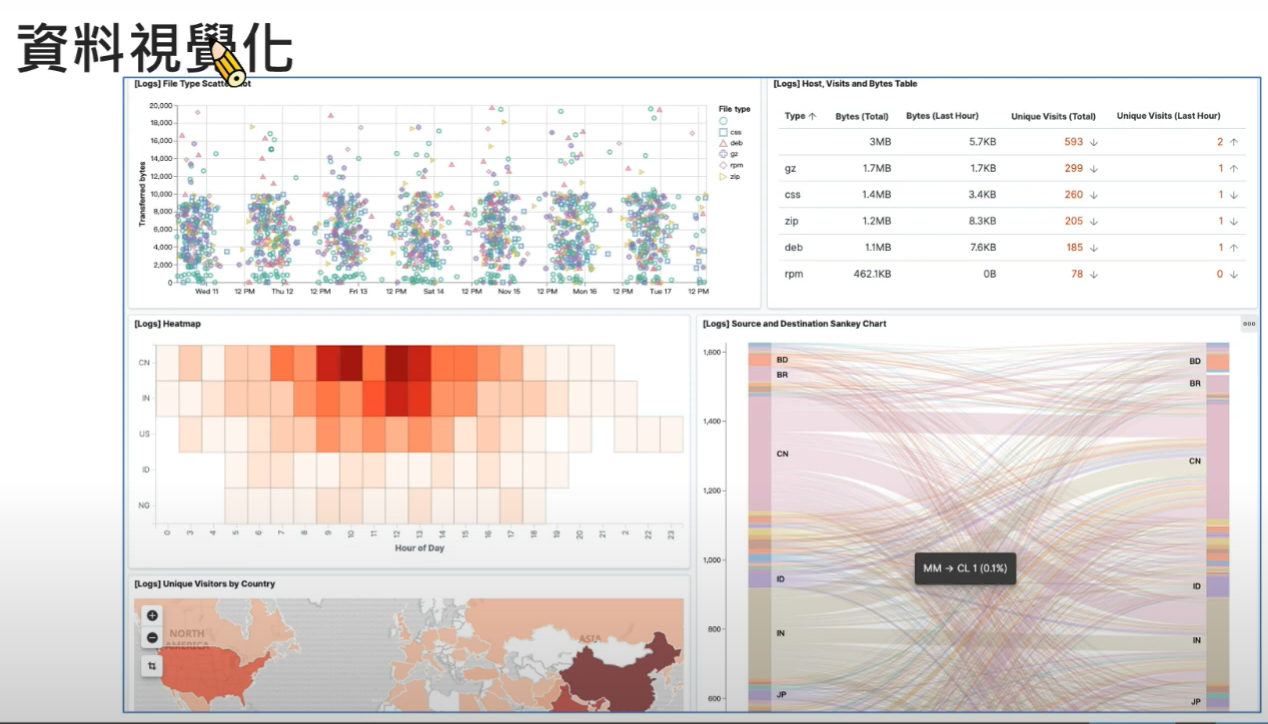 資料視覺化
[Logs] File Type Scatter Plot
Transferred bytes
20,000
18,000
16,000
14,000
12,000
10,000
8,000
6,000
4,000
2,000
0
Wed 11
12 PM
Thu 12
12 PM
Fri 13
12 PM
Sat 14
12 PM
Nov 15
12 PM
Mon 16
12 PM
Tue 17
12 PM
File type
css
deb
gz
rpm
zip
[Logs] Host, Visits and Bytes Table
Type ↑ Bytes (Total) Bytes (Last Hour) Unique Visits (Total) Unique Visits (Last Hour)
3MB 5.7KB 593 ↓ 2 ↑
gz 1.7MB 1.7KB 299 ↓ 1 ↑
css 1.4MB 3.4KB 260 ↓ 1 ↓
zip 1.2MB 8.3KB 205 ↓ 1 ↓
deb 1.1MB 7.6KB 185 ↓ 1 ↑
rpm 462.1KB 0B 78 ↓ 0 ↓
[Logs] Heatmap
CN
IN
US
ID
NG
0 3 4 5 6 7 8 9 10 11 12 13 14 15 16 17 18 19 20 21 2 22 23
Hour of Day
[Logs] Source and Destination Sankey Chart
1,600
1,400
1,200
1,000
800
600
BD
BR
CN
ID
IN
JP
MM → CL 1 (0.1%)
BD
BR
CN
ID
IN
JP
[Logs] Unique Visitors by Country
NORTH
AMERICA
ASIA